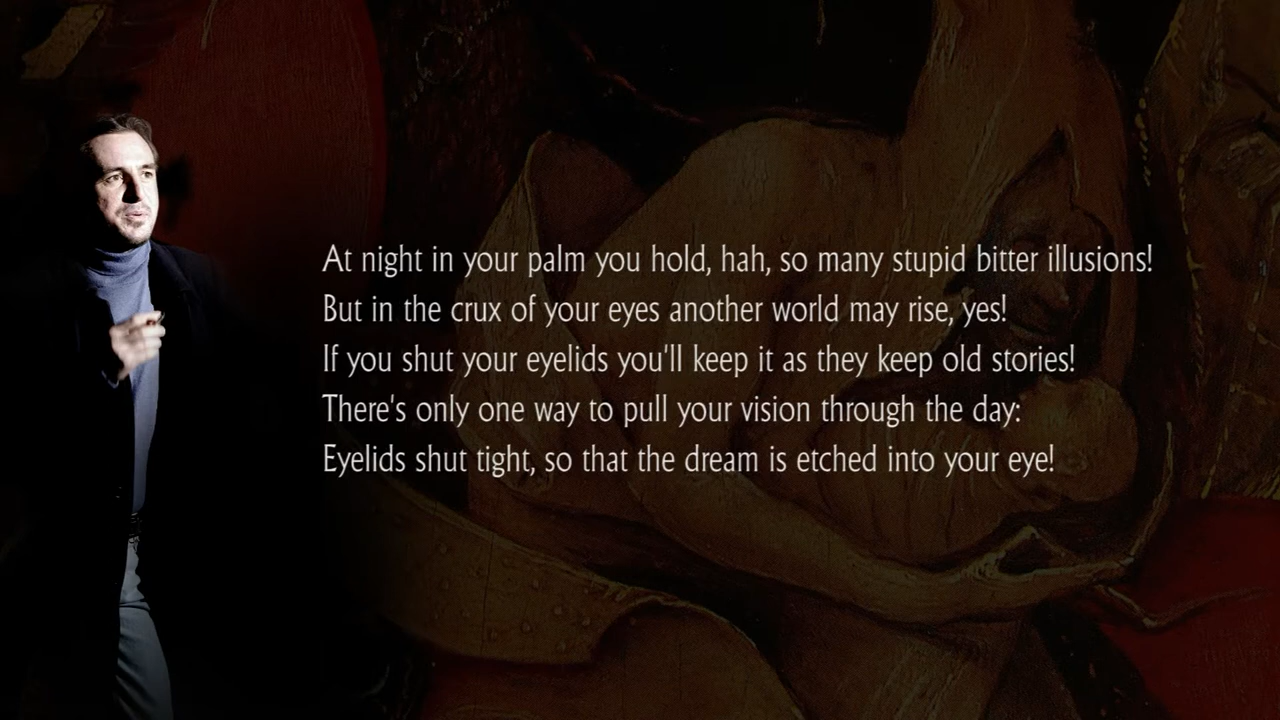 At night in your palm you hold, hah, so many stupid bitter illusions!
But in the crux of your eyes another world may rise, yes!
If you shut your eyelids you'll keep it as they keep old stories!
There's only one way to pull your vision through the day:
Eyelids shut tight, so that the dream is etched into your eye!